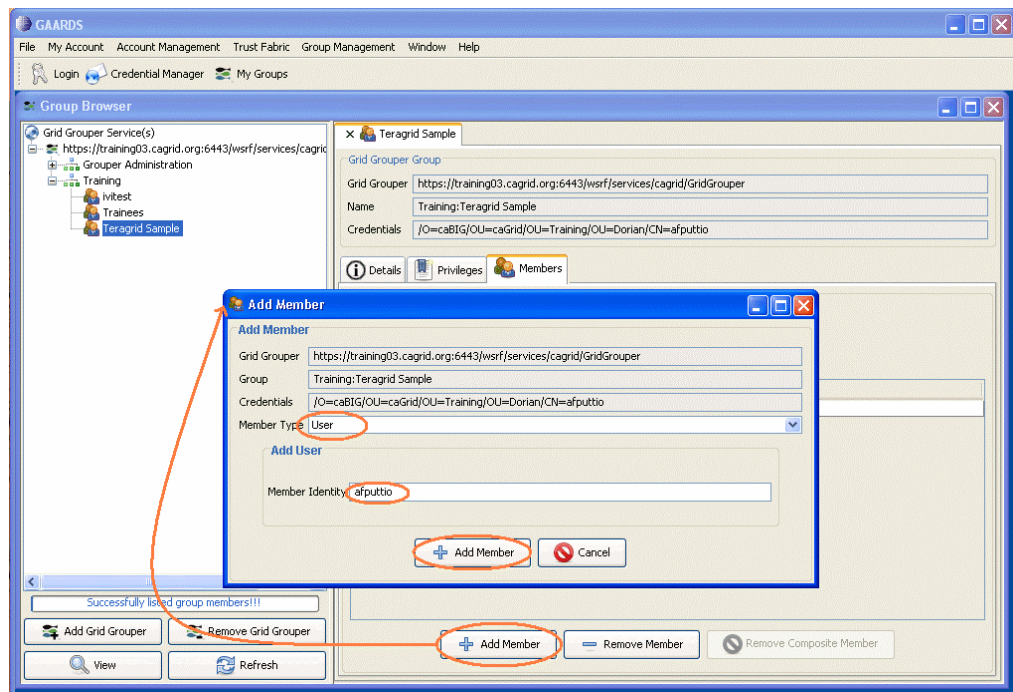 GAARDS
File My Account Account Management Trust Fabric Group Management Window Help
Login Credential Manager My Groups
Group Browser
Grid Grouper Service(s)
https://training03.cagrid.org:6443/wsrf/services/cagric
Grouper Administration
Training
ivitest
Trainees
Teragrid Sample
Teragrid Sample
Grid Grouper Group
Grid Grouper https://training03.cagrid.org:6443/wsrf/services/cagrid/GridGrouper
Name Training:Teragrid Sample
Credentials /O=caBIG/OU=caGrid/OU=Training/OU=Dorian/CN=afputtio
Details Privileges Members
Add Member
Add Member
Grid Grouper https://training03.cagrid.org:6443/wsrf/services/cagrid/GridGrouper
Group Training:Teragrid Sample
Credentials /O=caBIG/OU=caGrid/OU=Training/OU=Dorian/CN=afputtio
Member Type User
Add User
Member Identity afputtio
Add Member Cancel
Successfully listed group members!!!
Add Grid Grouper Remove Grid Grouper
View Refresh
Add Member Remove Member Remove Composite Member